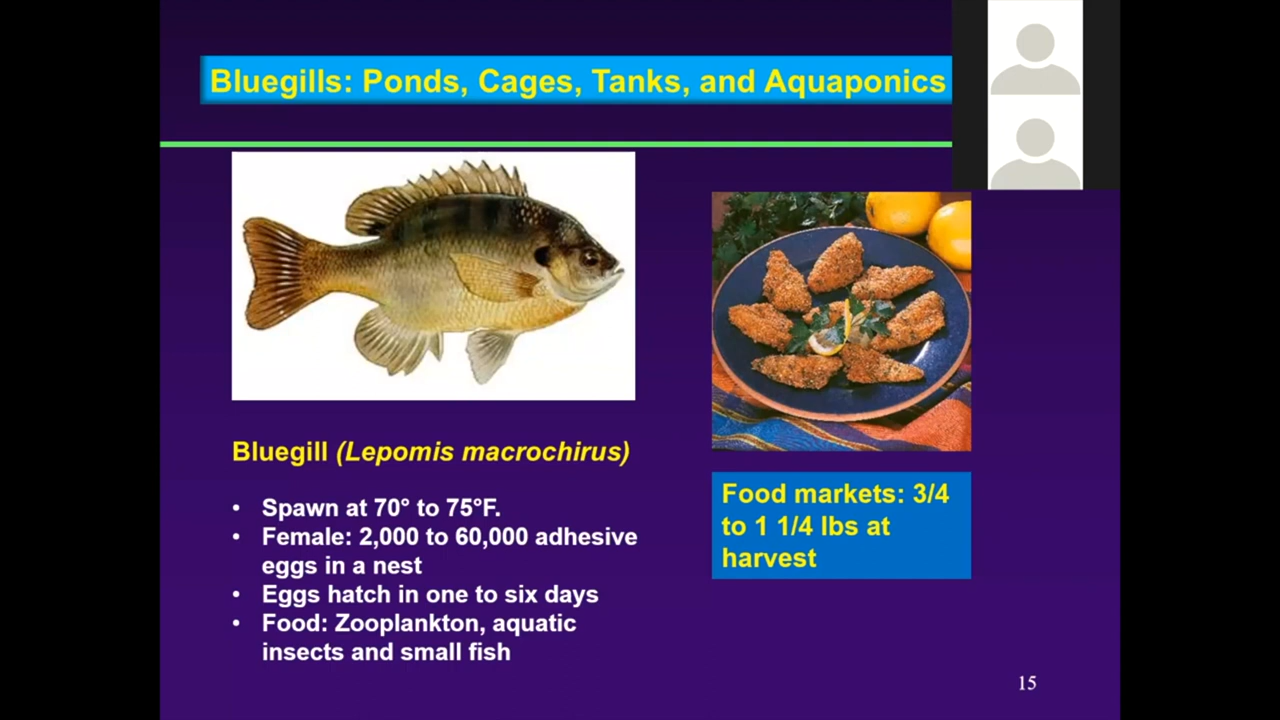 Bluegills: Ponds, Cages, Tanks, and Aquaponics
Bluegill (Lepomis macrochirus)
• Spawn at 70° to 75°F.
• Female: 2,000 to 60,000 adhesive
eggs in a nest
• Eggs hatch in one to six days
• Food: Zooplankton, aquatic
insects and small fish
Food markets: 3/4
to 1 1/4 lbs at
harvest
15